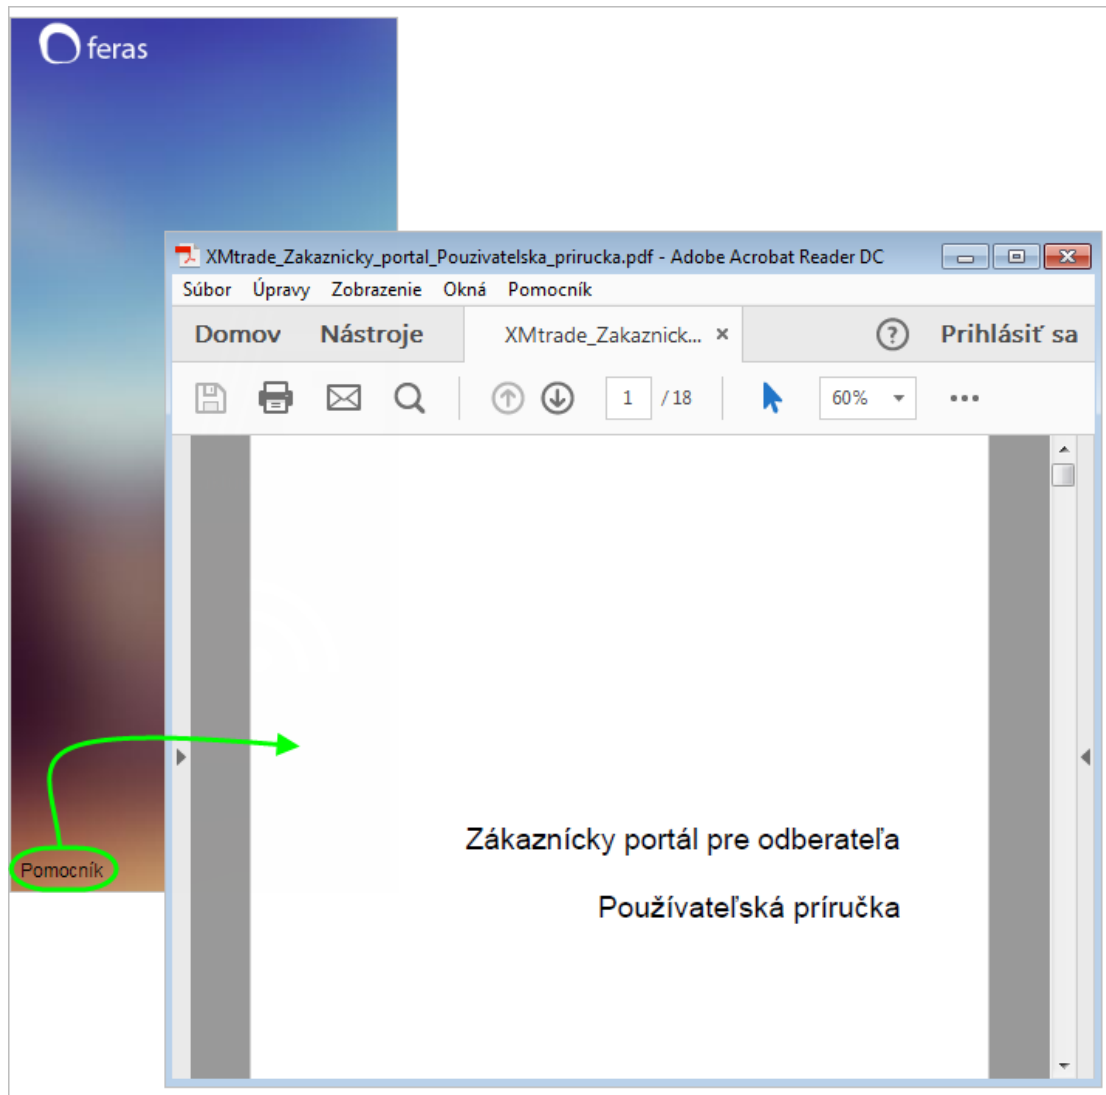 feras
XMtrade_Zakaznicky_portal_Pouzivatelska_prirucka.pdf - Adobe Acrobat Reader DC
Súbor Úpravy Zobrazenie Okná Pomocník
Domov Nástroje XMtrade_Zakaznick... × ? Prihlásiť sa
1 / 18 60% •••
Zákaznícky portál pre odberateľa
Pomocník
Používateľská príručka